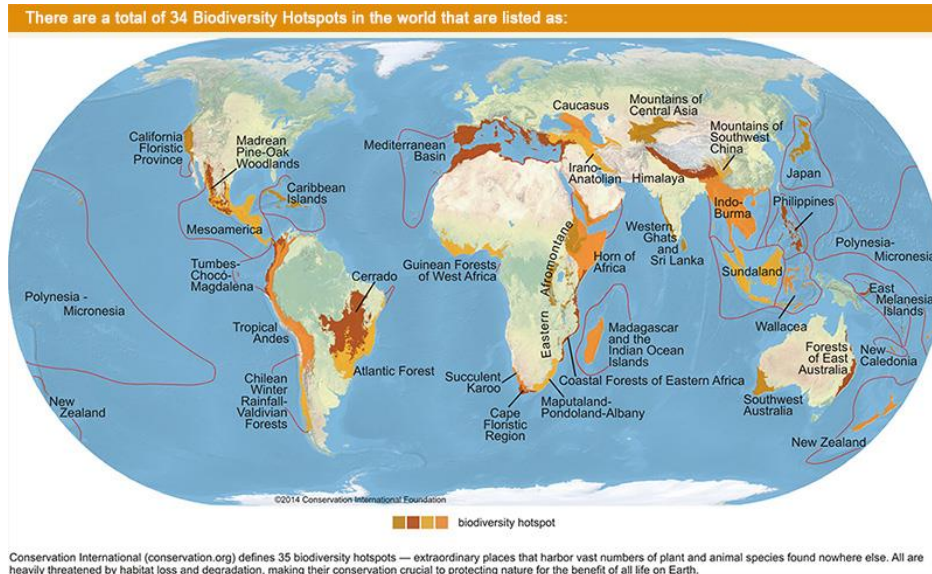 There are a total of 34 Biodiversity Hotspots in the world that are listed as:
California
Floristic
Province
Madrean
Pine-Oak
Woodlands
Caribbean
Islands
Mesoamerica
Tumbes-
Chocó-
Magdalena
Polynesia -
Micronesia
Tropical
Andes
Cerrado
Atlantic Forest
Chilean
Winter
Rainfall-
Valdivian
Forests
New
Zealand
Mediterranean
Basin
Caucasus
Mountains of
Central Asia
Mountains of
Southwest
China
Irano-
Anatolian
Himalaya
Japan
Indo-
Burma
Philippines
Western
Ghats
and
Sri Lanka
Guinean Forests
of West Africa
Eastern Afromontane
Horn of
Africa
Sundaland
Polynesia-
Micronesia
East
Melanesia
Islands
Wallacea
Madagascar
and the
Indian Ocean
Islands
Coastal Forests of Eastern Africa
Succulent
Karoo
Cape
Floristic
Region
Maputaland-
Pondoland-Albany
Forests
of East
Australia
New
Caledonia
Southwest
Australia
New Zealand
©2014 Conservation International Foundation
biodiversity hotspot
Conservation International (conservation.org) defines 35 biodiversity hotspots — extraordinary places that harbor vast numbers of plant and animal species found nowhere else. All are
heavily threatened by habitat loss and degradation, making their conservation crucial to protecting nature for the benefit of all life on Earth.